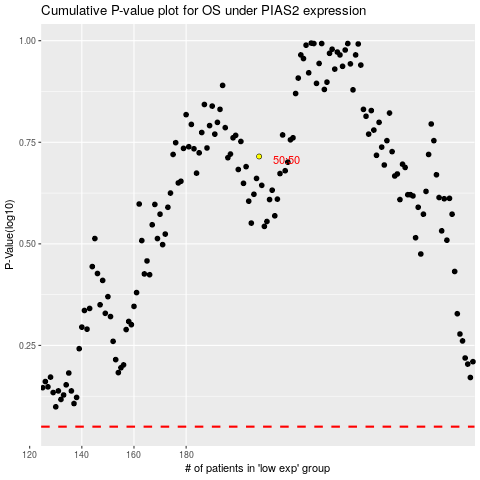 Cumulative P-value plot for OS under PIAS2 expression
P-Value(log10)
1.00
0.75
0.50
0.25
50:50
120 140 160 180
# of patients in 'low exp' group